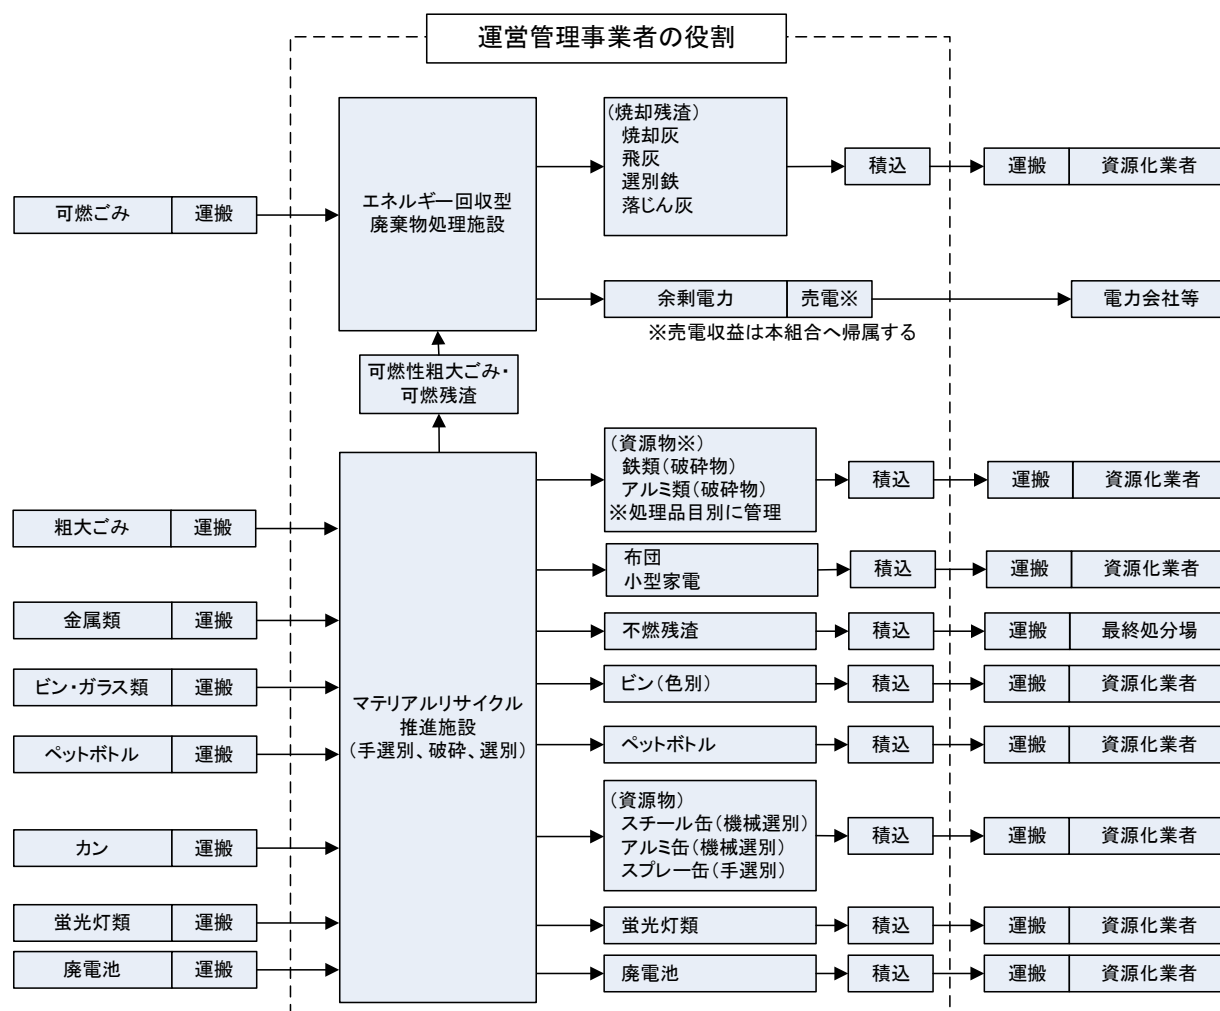 運営管理事業者の役割
可燃ごみ 運搬
エネルギー回収型
廃棄物処理施設
(焼却残渣)
焼却灰
飛灰
選別鉄
落じん灰
積込
運搬 資源化業者
余剰電力 売電※
電力会社等
※売電収益は本組合へ帰属する
可燃性粗大ごみ・
可燃残渣
粗大ごみ 運搬
金属類 運搬
ビン・ガラス類 運搬
ペットボトル 運搬
カン 運搬
蛍光灯類 運搬
廃電池 運搬
マテリアルリサイクル
推進施設
(手選別、破砕、選別)
(資源物※)
鉄類(破砕物)
アルミ類(破砕物)
※処理品目別に管理
積込
運搬 資源化業者
布団
小型家電
積込
運搬 資源化業者
不燃残渣
積込
運搬 最終処分場
ビン(色別)
積込
運搬 資源化業者
ペットボトル
積込
運搬 資源化業者
(資源物)
スチール缶(機械選別)
アルミ缶(機械選別)
スプレー缶(手選別)
積込
運搬 資源化業者
蛍光灯類
積込
運搬 資源化業者
廃電池
積込
運搬 資源化業者